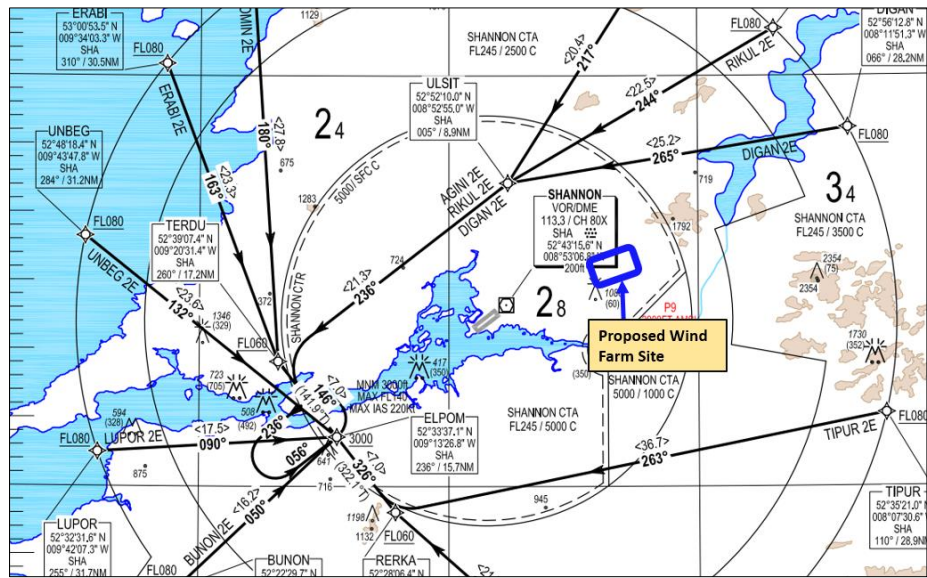 ERABI
53°00'53.5" N
009°34'03.3" W
SHA
310° / 30.5NM
FL080
ERABI 2E
<23.3>
163°
OMIN 2E
<27.8>
180°
1129
SHANNON CTA
FL245 / 2500 C
<20.4>
217°
FL080
RIKUL 2E
<22.5>
244°
DIGAN
52°56'12.8" N
008°11'51.3" W
SHA
066° / 28.2NM
FL080
DIGAN 2E
<25.2>
265°
ULSIT
52°52'10.0" N
008°52'55.0" W
SHA
005° / 8,9NM
2 4
675
1283
5000/SFC C
AGINI 2E
RIKUL 2E
DIGAN 2E
<21.3>
236°
724
719
1792
3 4
SHANNON CTA
FL245 / 3500 C
2354
(75)
2354
UNBEG
52°48'18.4" N
009°43'47,8" W
SHA
284° / 31.2NM
FL080
UNBEG 2E
<23.6>
132°
TERDU
52°39'07.4" N
009°20'31.4" W
SHA
260° / 17.2NM
FL060
372
SHANNON CTR
SHANNON
VOR/DME
113,3 / CH 80X
SHA
52°43'15,6" N
008°53'06.8" W
200ft
2 8
(60)
P9
Proposed Wind
Farm Site
(350)
SHANNON CTA
5000 / 1000 C
1346
(329)
723
(705)
594
(328)
508
(492)
417
(350)
1730
(352)
MNM 3000ft
MAX FL140
MAX IAS 220Kt
<7.0>
146°
(141.9°T)
236°
056°
ELPOM
52°33'37,1" N
009°13'26.8" W
SHA
236° / 15,7NM
3000
SHANNON CTA
FL245 / 5000 C
FL080
LUPOR 2E
<17.5>
090°
875
641
716
<7.0>
326°
(322.1°T)
<36.7>
263°
TIPUR 2E
FL080
TIPUR
52°35'21.0" N
008°07'30.6" W
SHA
110° / 28,9NM
945
1198
1132
FL060
LUPOR
52°32'31,6" N
009°42'07,3" W
SHA
255° / 31.7NM
<16.2>
050°
BUNON 2E
FL080
BUNON
52°22'29.7" N
RERKA
52°28'06.4" N